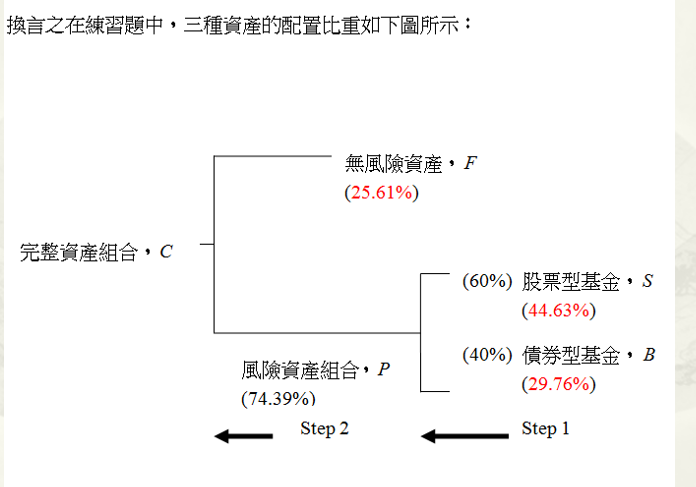 換言之在練習題中，三種資產的配置比重如下圖所示：
無風險資產，F
(25.61%)
完整資產組合，C
(60%) 股票型基金，S
(44.63%)
(40%) 債券型基金，B
(29.76%)
風險資產組合，P
(74.39%)
Step 2
Step 1